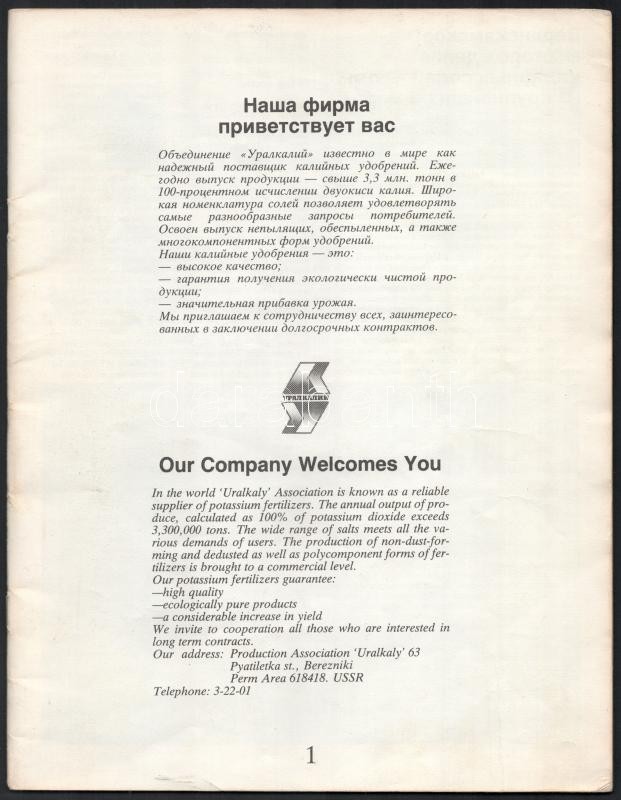 Наша фирма
приветствует вас
Объединение «Уралкалий» известно в мире как
надежный поставщик калийных удобрений. Еже-
годно выпуск продукции — свыше 3,3 млн. тонн в
100-процентном исчислении двуокиси калия. Широ-
кая номенклатура солей позволяет удовлетворять
самые разнообразные запросы потребителей.
Освоен выпуск непылящих, обеспыленных, а также
многокомпонентных форм удобрений.
Наши калийные удобрения — это:
— высокое качество;
— гарантия получения экологически чистой про-
дукции;
— значительная прибавка урожая.
Мы приглашаем к сотрудничеству всех, заинтересо-
ванных в заключении долгосрочных контрактов.
УРАЛКАЛИЙ
Our Company Welcomes You
In the world ‘Uralkaly’ Association is known as a reliable
supplier of potassium fertilizers. The annual output of pro-
duce, calculated as 100% of potassium dioxide exceeds
3,300,000 tons. The wide range of salts meets all the va-
rious demands of users. The production of non-dust-for-
ming and dedusted as well as polycomponent forms of fer-
tilizers is brought to a commercial level.
Our potassium fertilizers guarantee:
—high quality
—ecologically pure products
—a considerable increase in yield
We invite to cooperation all those who are interested in
long term contracts.
Our address: Production Association ‘Uralkaly’ 63
Pyatiletka st., Berezniki
Perm Area 618418. USSR
Telephone: 3-22-01
1